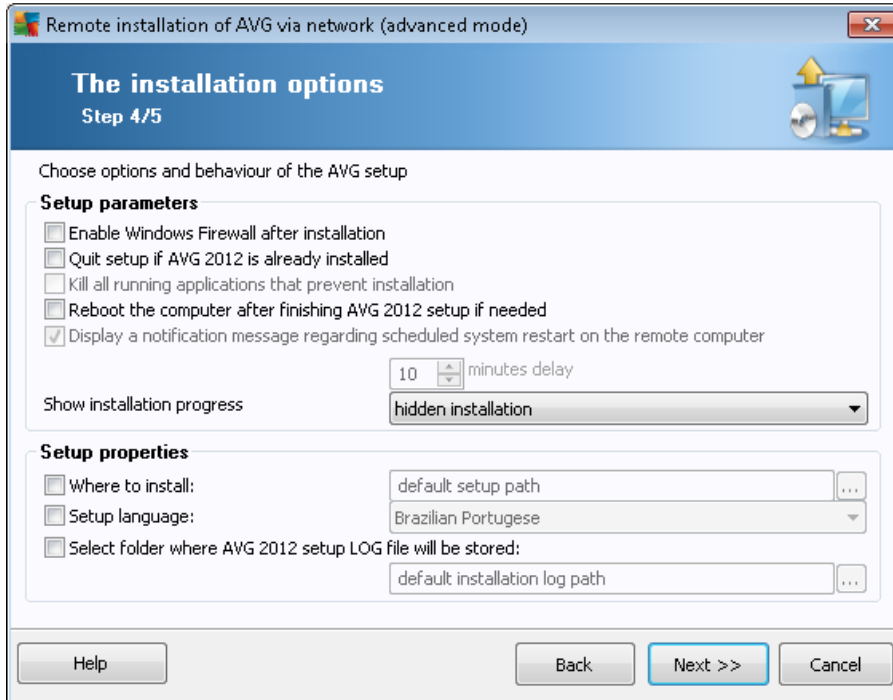 Remote installation of AVG via network (advanced mode)
The installation options
Step 4/5
Choose options and behaviour of the AVG setup
Setup parameters
Enable Windows Firewall after installation
Quit setup if AVG 2012 is already installed
Kill all running applications that prevent installation
Reboot the computer after finishing AVG 2012 setup if needed
Display a notification message regarding scheduled system restart on the remote computer
10 minutes delay
Show installation progress hidden installation
Setup properties
Where to install: default setup path ...
Setup language: Brazilian Portugese
Select folder where AVG 2012 setup LOG file will be stored:
default installation log path ...
Help Back Next >> Cancel